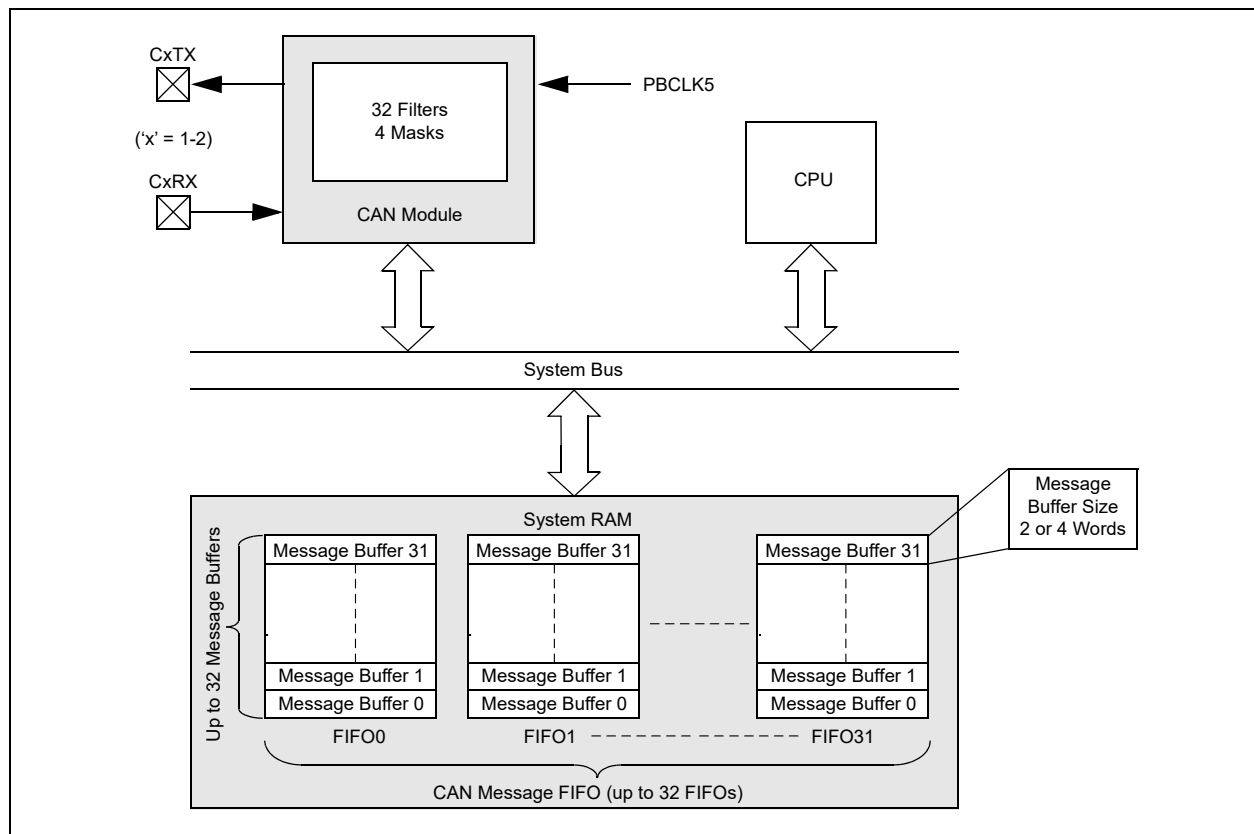 CxTX
PBCLK5
32 Filters
4 Masks
(‘x’ = 1-2)
CxRX
CAN Module
CPU
System Bus
System RAM
Message
Buffer Size
2 or 4 Words
Up to 32 Message Buffers
Message Buffer 31
Message Buffer 31
Message Buffer 31
Message Buffer 1
Message Buffer 1
Message Buffer 1
Message Buffer 0
Message Buffer 0
Message Buffer 0
FIFO0
FIFO1
FIFO31
CAN Message FIFO (up to 32 FIFOs)